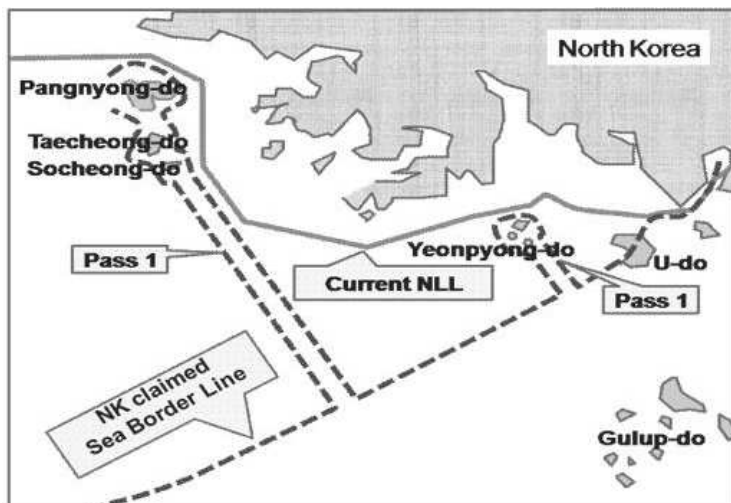 North Korea
Pangnyong-do
Taecheong-do
Socheong-do
Pass 1
Yeonpyong-do
Current NLL
U-do
Pass 1
NK claimed
Sea Border Line
Gulup-do